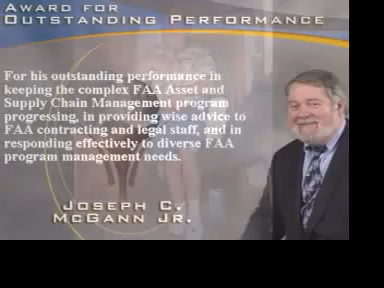 AWARD FOR
OUTSTANDING PERFORMANCE
For his outstanding performance in
keeping the complex FAA Asset and
Supply Chain Management program
progressing, in providing wise advice to
FAA contracting and legal staff, and in
responding effectively to diverse FAA
program management needs.
JOSEPH C.
MCGANN JR.